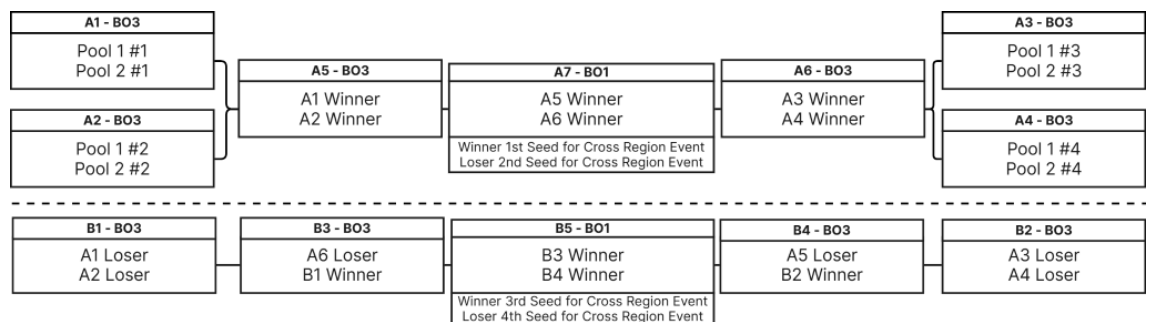 A1 - BO3
Pool 1 #1
Pool 2 #1
A2 - BO3
Pool 1 #2
Pool 2 #2
A5 - BO3
A1 Winner
A2 Winner
A7 - BO1
A5 Winner
A6 Winner
Winner 1st Seed for Cross Region Event
Loser 2nd Seed for Cross Region Event
A6 - BO3
A3 Winner
A4 Winner
A3 - BO3
Pool 1 #3
Pool 2 #3
A4 - BO3
Pool 1 #4
Pool 2 #4
B1 - BO3
A1 Loser
A2 Loser
B3 - BO3
A6 Loser
B1 Winner
B5 - BO1
B3 Winner
B4 Winner
Winner 3rd Seed for Cross Region Event
Loser 4th Seed for Cross Region Event
B4 - BO3
A5 Loser
B2 Winner
B2 - BO3
A3 Loser
A4 Loser